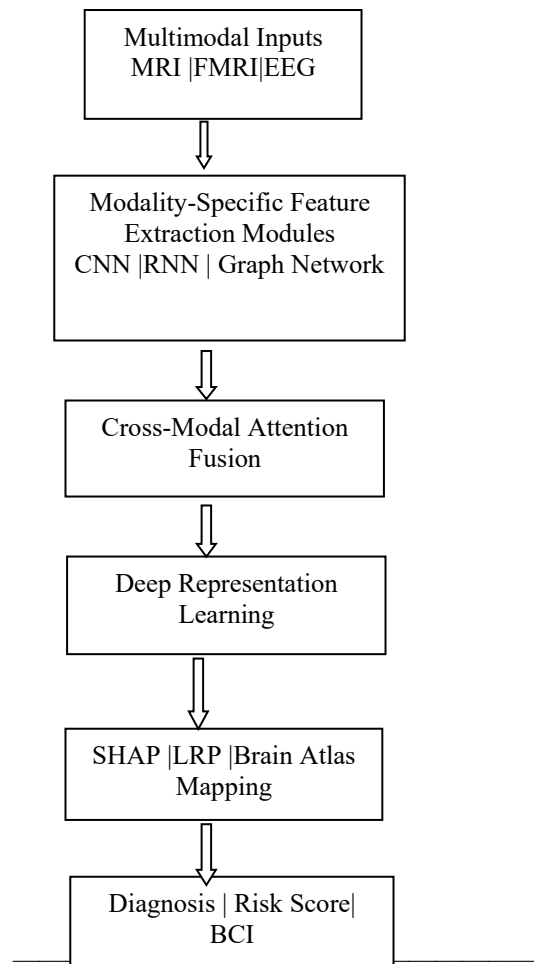 Multimodal Inputs
MRI |FMRI|EEG
Modality-Specific Feature
Extraction Modules
CNN |RNN | Graph Network
Cross-Modal Attention
Fusion
Deep Representation
Learning
SHAP |LRP |Brain Atlas
Mapping
Diagnosis | Risk Score|
BCI